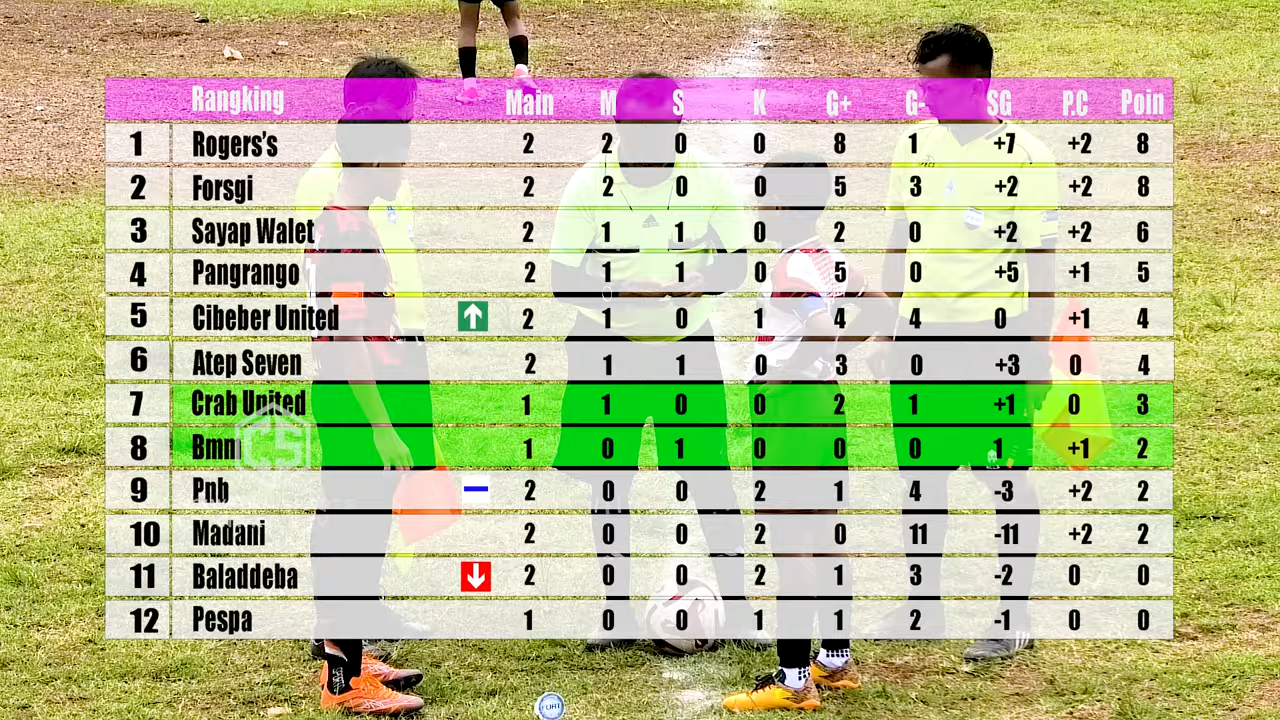 Rangking Main M S K G+ G- SG P.C Poin
1 Rogers's 2 2 0 0 8 1 +7 +2 8
2 Forsgi 2 2 0 0 5 3 +2 +2 8
3 Sayap Walet 2 1 1 0 2 0 +2 +2 6
4 Pangrango 2 1 1 0 5 0 +5 +1 5
5 Cibeber United 2 1 0 1 4 4 0 +1 4
6 Atep Seven 2 1 1 0 3 0 +3 0 4
7 Crab United 1 1 0 0 2 1 +1 0 3
8 Bmm 1 0 1 0 0 0 1 +1 2
9 Pnh 2 0 0 2 1 4 -3 +2 2
10 Madani 2 0 0 2 0 11 -11 +2 2
11 Baladdeba 2 0 0 2 1 3 -2 0 0
12 Pespa 1 0 0 1 1 2 -1 0 0